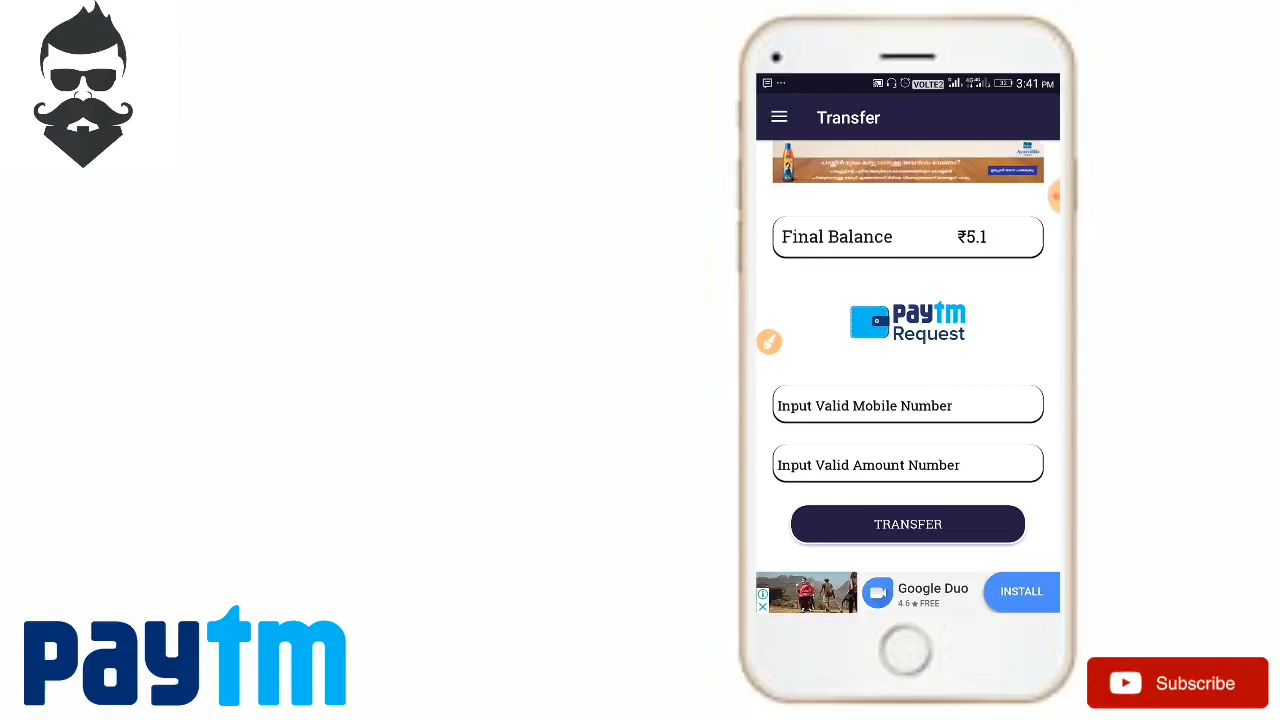 VOLTE2 3:41 PM
Transfer
Final Balance ₹5.1
paytm
Request
Input Valid Mobile Number
Input Valid Amount Number
TRANSFER
Google Duo
4.6 ★ FREE
INSTALL
paytm
Subscribe